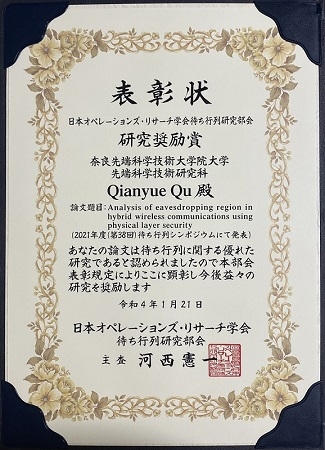 表彰状
日本オペレーションズ・リサーチ学会待ち行列研究部会
研究奨励賞
奈良先端科学技術大学院大学
先端科学技術研究科
Qianyue Qu 殿
論文題目：Analysis of eavesdropping region in
hybrid wireless communications using
physical layer security
（2021年度（第38回）待ち行列シンポジウムにて発表）
あなたの論文は待ち行列に関する優れた
研究であると認められましたので本部会
表彰規定によりここに顕彰し今後益々の
研究を奨励します
令和4年1月21日
日本オペレーションズ・リサーチ学会
待ち行列研究部会
主査 河西憲一